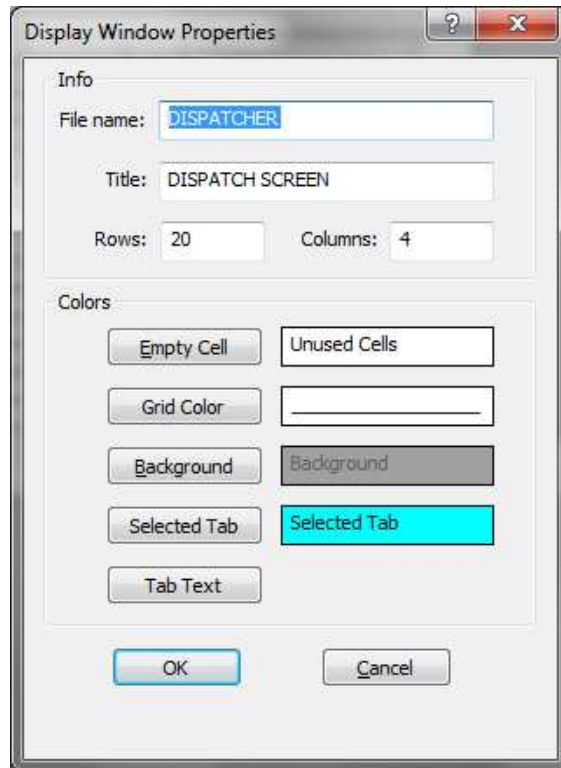 Display Window Properties
?
X
Info
File name: DISPATCHER
Title: DISPATCH SCREEN
Rows: 20 Columns: 4
Colors
Empty Cell Unused Cells
Grid Color
Background Background
Selected Tab Selected Tab
Tab Text
OK Cancel